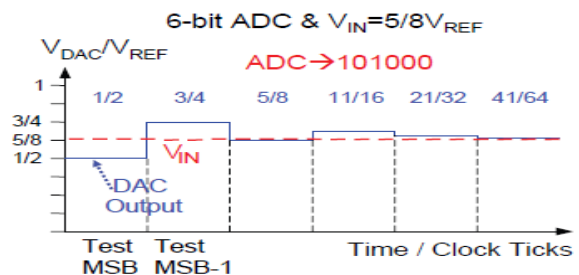 6-bit ADC & VIN=5/8VREF
VDAC/VREF
ADC→101000
1
1/2 3/4 5/8 11/16 21/32 41/64
3/4
5/8
1/2
VIN
DAC
Output
Test Test Time / Clock Ticks
MSB MSB-1